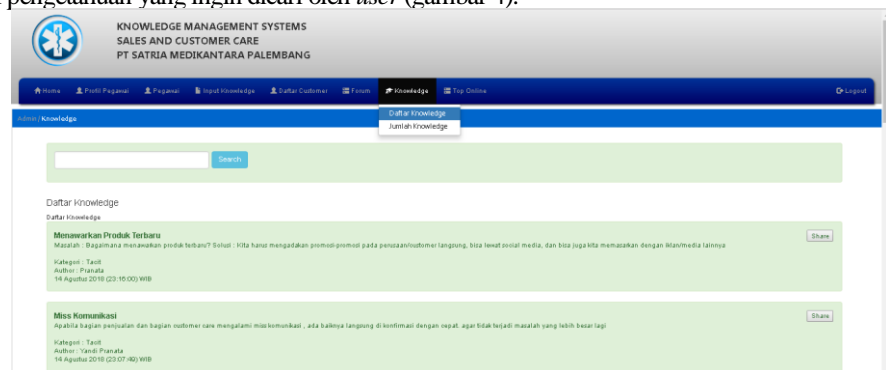 pengetahuan yang ingin dicari oleh user (gambar 4).
KNOWLEDGE MANAGEMENT SYSTEMS
SALES AND CUSTOMER CARE
PT SATRIA MEDIKANTARA PALEMBANG
Home Profil Pegawai Pegawai Input Knowledge Daftar Customer Forum Knowledge Top Online Logout
Admin / Knowledge
Daftar Knowledge
Jumlah Knowledge
Search
Daftar Knowledge
Daftar Knowledge
Menawarkan Produk Terbaru
Share
Masalah : Bagaimana menawarkan produk terbaru? Solusi : Kita harus mengadakan promosi-promosi pada perusaan/customer langsung, bisa lewat sosial media, dan bisa juga kita memasarkan dengan iklan/media lainnya
Kategori : Tacit
Author : Pranata
14 Agustus 2018 (23:16:00) WIB
Miss Komunikasi
Share
Apabila bagian penjualan dan bagian customer care mengalami miss komunikasi , ada baiknya langsung di konfirmasi dengan cepat. agar tidak terjadi masalah yang lebih besar lagi
Kategori : Tacit
Author : Yandi Pranata
14 Agustus 2018 (23:07:49) WIB